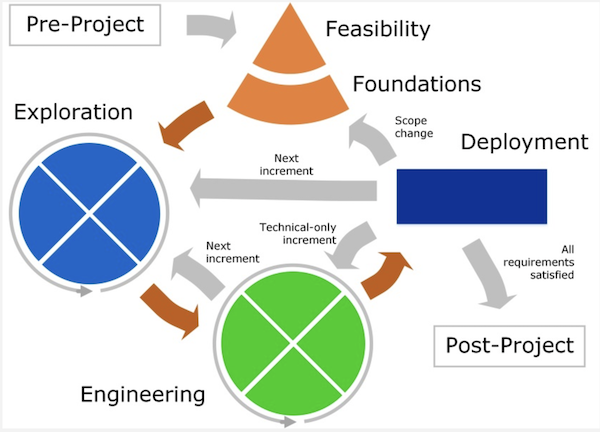 Pre-Project
Feasibility
Foundations
Exploration
Scope
change
Deployment
Next
increment
Technical-only
increment
Next
increment
All
requirements
satisfied
Post-Project
Engineering